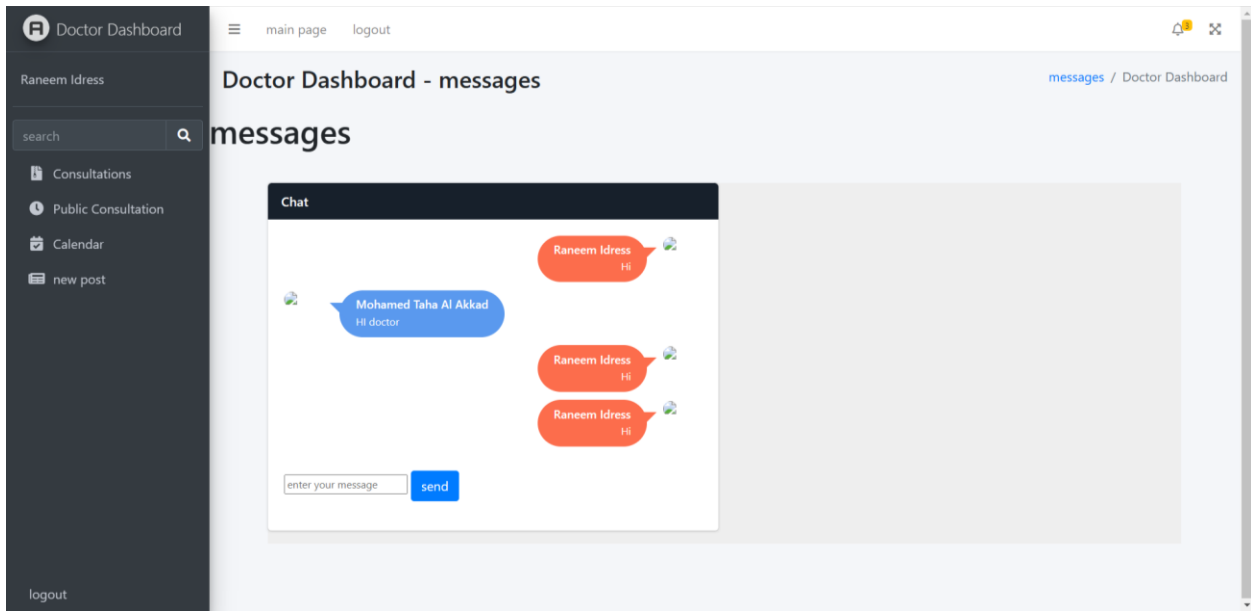 Doctor Dashboard
main page logout
3
Raneem Idress
Doctor Dashboard - messages
messages / Doctor Dashboard
search
messages
Consultations
Public Consultation
Calendar
new post
Chat
Raneem Idress
Hi
Mohamed Taha Al Akkad
HI doctor
Raneem Idress
Hi
Raneem Idress
Hi
enter your message send
logout